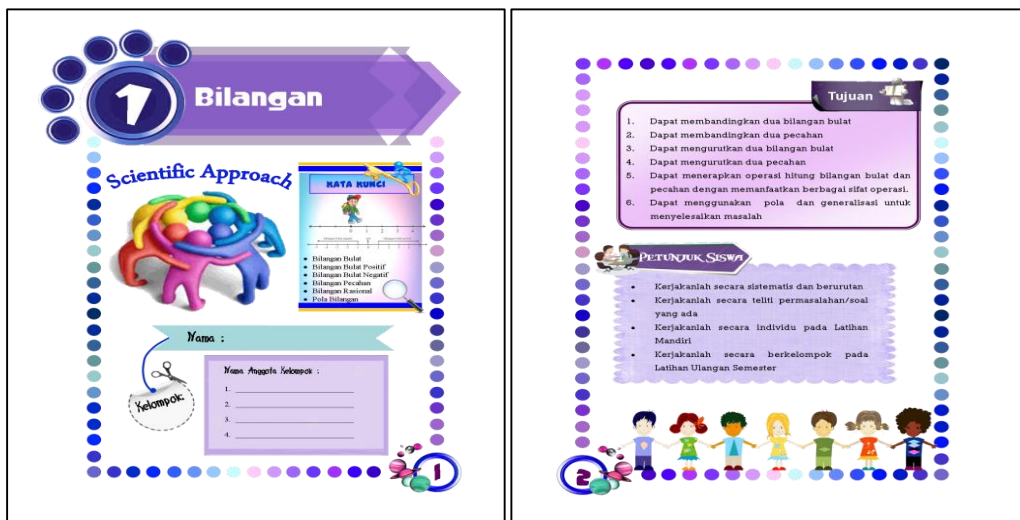 1
Bilangan
Scientific Approach
KATA KUNCI
0 1 2 3 4
• Bilangan Bulat
• Bilangan Bulat Positif
• Bilangan Bulat Negatif
• Bilangan Pecahan
• Bilangan Rasional
• Pola Bilangan
Nama :
Kelompok:
Nama Anggota Kelompok :
1.
2.
3.
4.
1
Tujuan
1. Dapat membandingkan dua bilangan bulat
2. Dapat membandingkan dua pecahan
3. Dapat mengurutkan dua bilangan bulat
4. Dapat mengurutkan dua pecahan
5. Dapat menerapkan operasi hitung bilangan bulat dan
pecahan dengan memanfaatkan berbagai sifat operasi.
6. Dapat menggunakan pola dan generalisasi untuk
menyelesaikan masalah
PETUNJUK SISWA
• Kerjakanlah secara sistematis dan berurutan
• Kerjakanlah secara teliti permasalahan/soal
yang ada
• Kerjakanlah secara individu pada Latihan
Mandiri
• Kerjakanlah secara berkelompok pada
Latihan Ulangan Semester
2